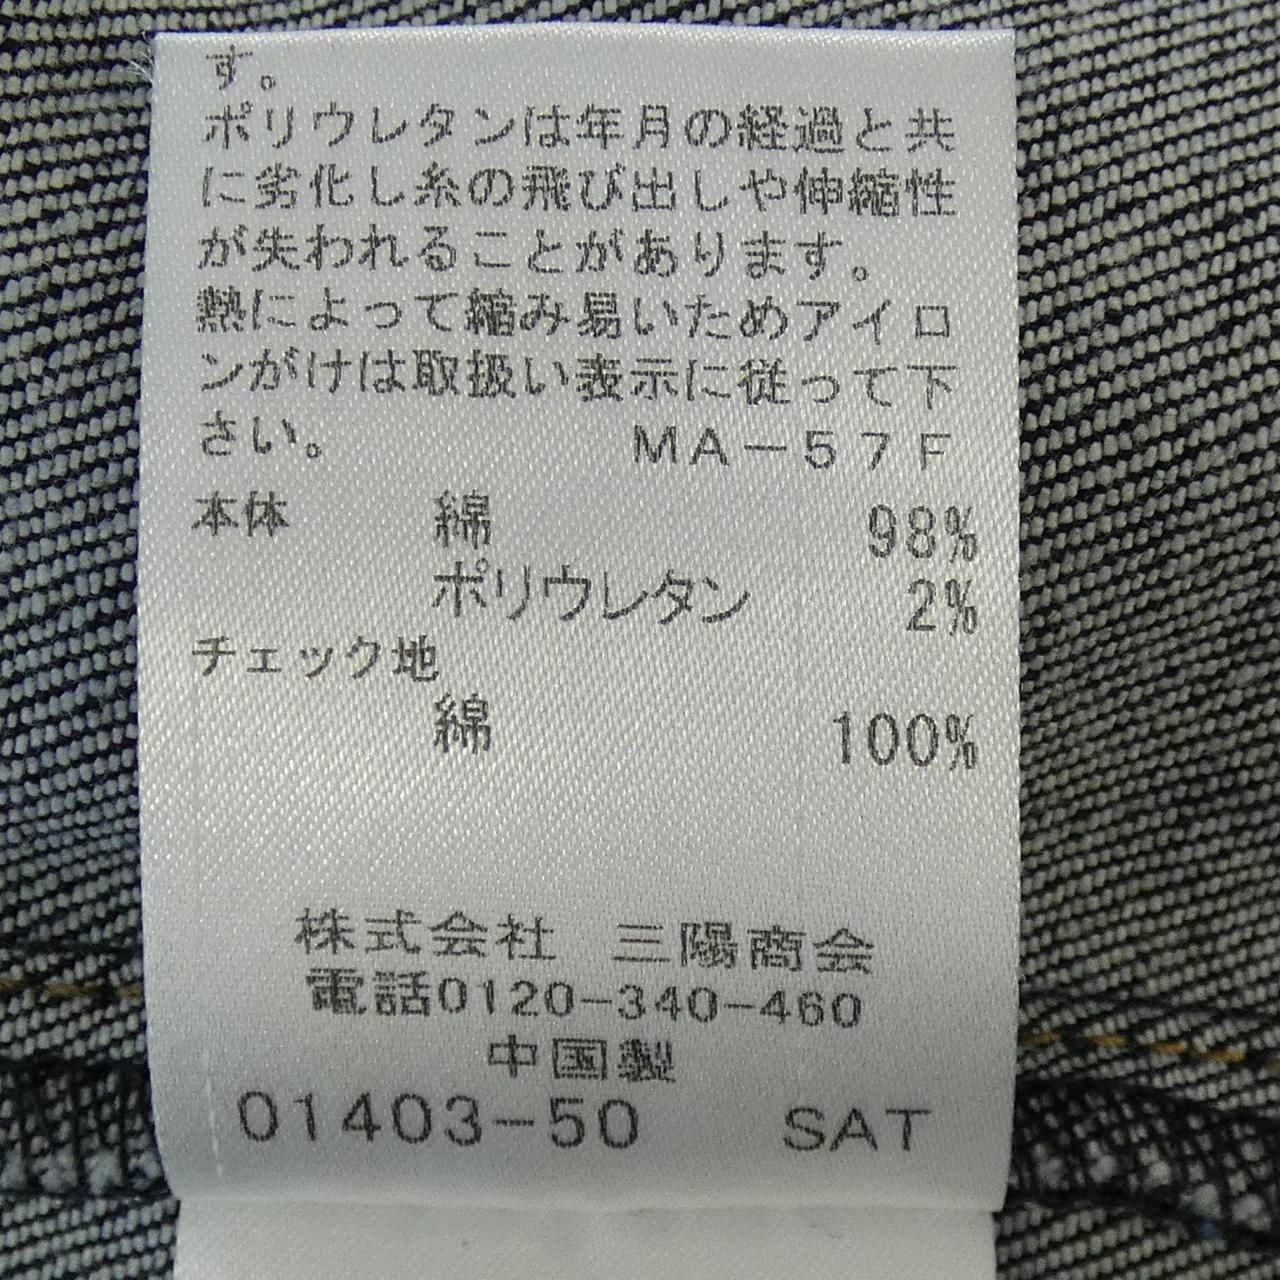 す。
ポリウレタンは年月の経過と共
に劣化し糸の飛び出しや伸縮性
が失われることがあります。
熱によって縮み易いためアイロ
ンがけは取扱い表示に従って下
さい。 MA-57F
本体 綿 98%
ポリウレタン 2%
チェック地
綿 100%
株式会社 三陽商会
電話0120-340-460
中国製
01403-50 SAT